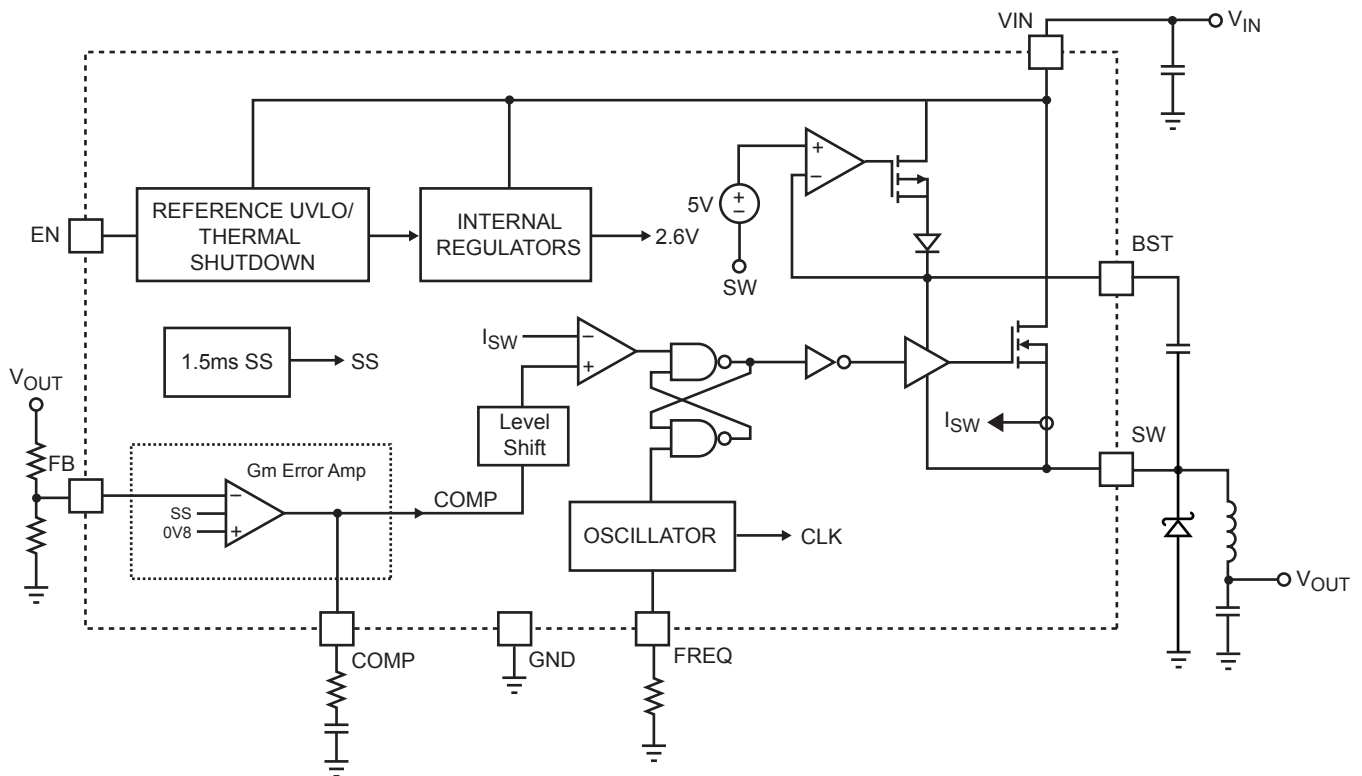 VIN
V_IN
EN
REFERENCE UVLO/
THERMAL
SHUTDOWN
INTERNAL
REGULATORS
2.6V
5V
+
−
SW
+
−
BST
1.5ms SS
SS
I_SW
−
+
V_OUT
Level
Shift
I_SW
SW
FB
Gm Error Amp
−
SS
0V8
+
COMP
OSCILLATOR
CLK
V_OUT
COMP
GND
FREQ